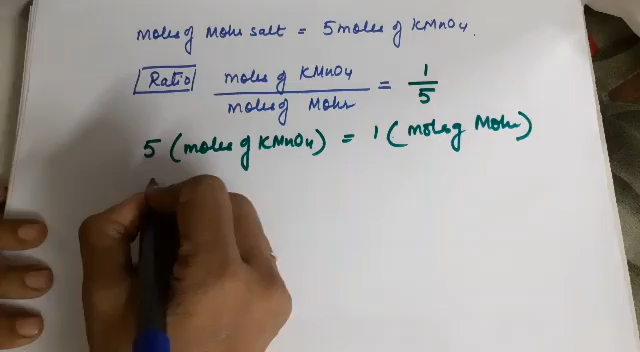 moles of Mohr salt = 5 moles of KMnO4.
Ratio moles of KMnO4 / moles of Mohr = 1/5
5 (moles of KMnO4) = 1 (moles of Mohr)